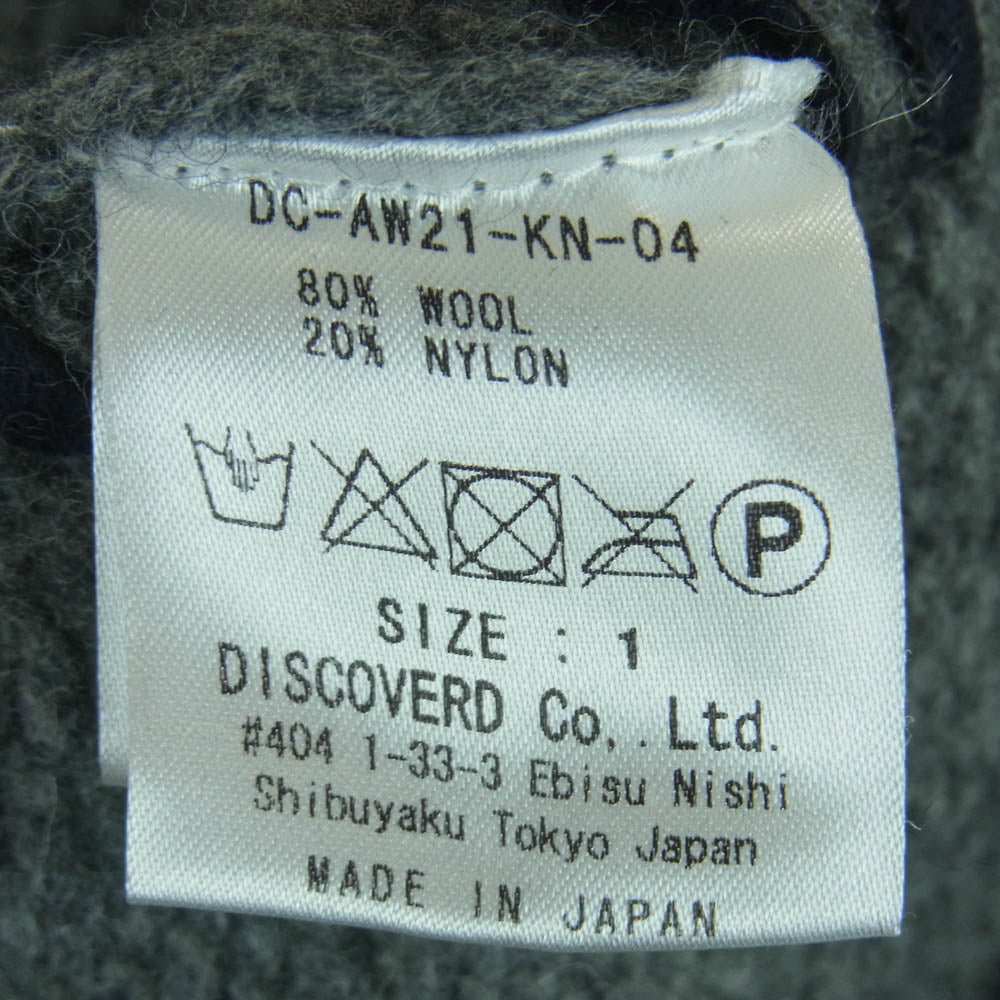 DC-AW21-KN-04
80% WOOL
20% NYLON
P
SIZE : 1
DISCOVERD Co,.Ltd.
#404 1-33-3 Ebisu Nishi
Shibuyaku Tokyo Japan
MADE IN JAPAN